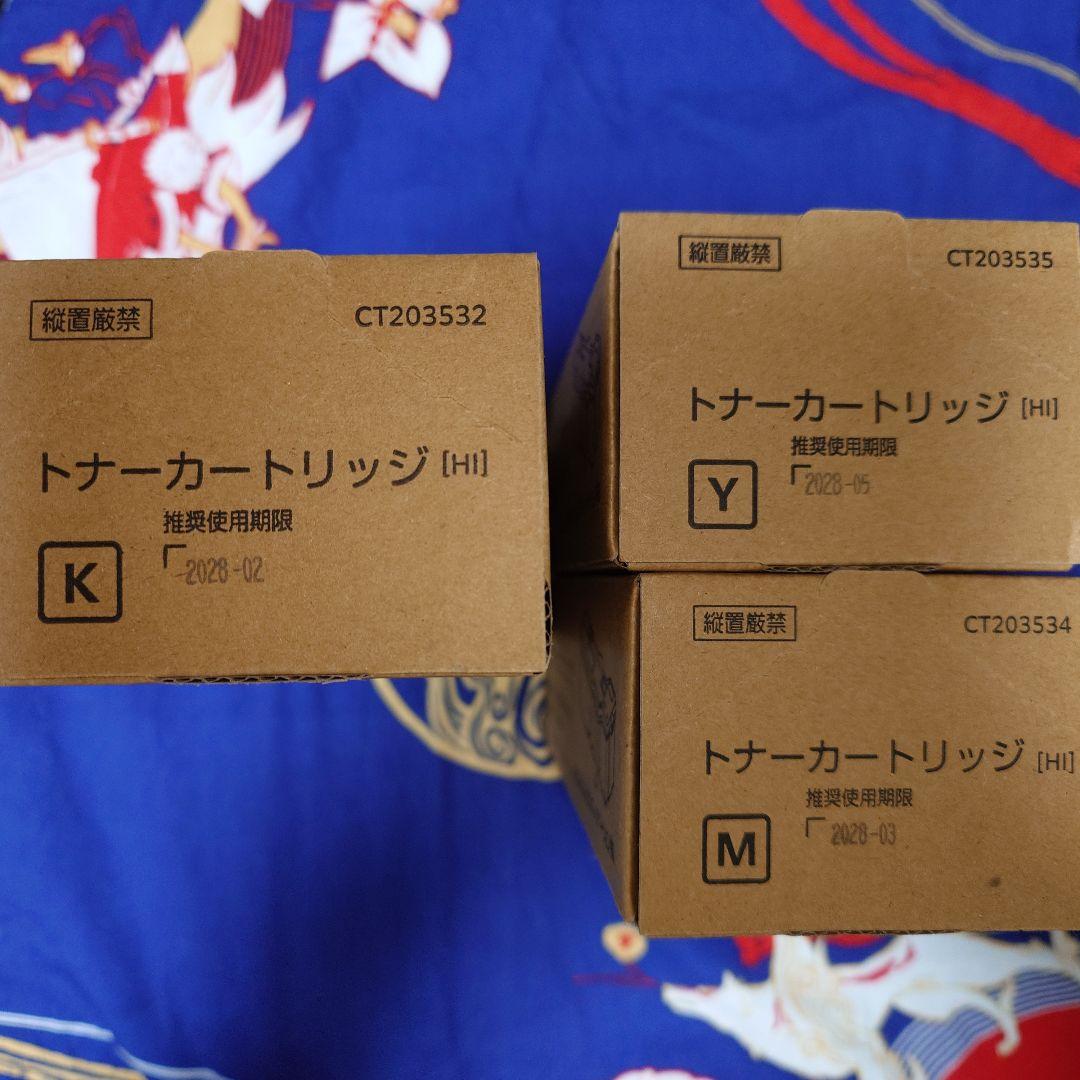 縦置厳禁
CT203532
トナーカートリッジ [HI]
推奨使用期限
K
2028-02
縦置厳禁
CT203535
トナーカートリッジ [HI]
推奨使用期限
Y
2028-05
縦置厳禁
CT203534
トナーカートリッジ [HI]
推奨使用期限
M
2028-03